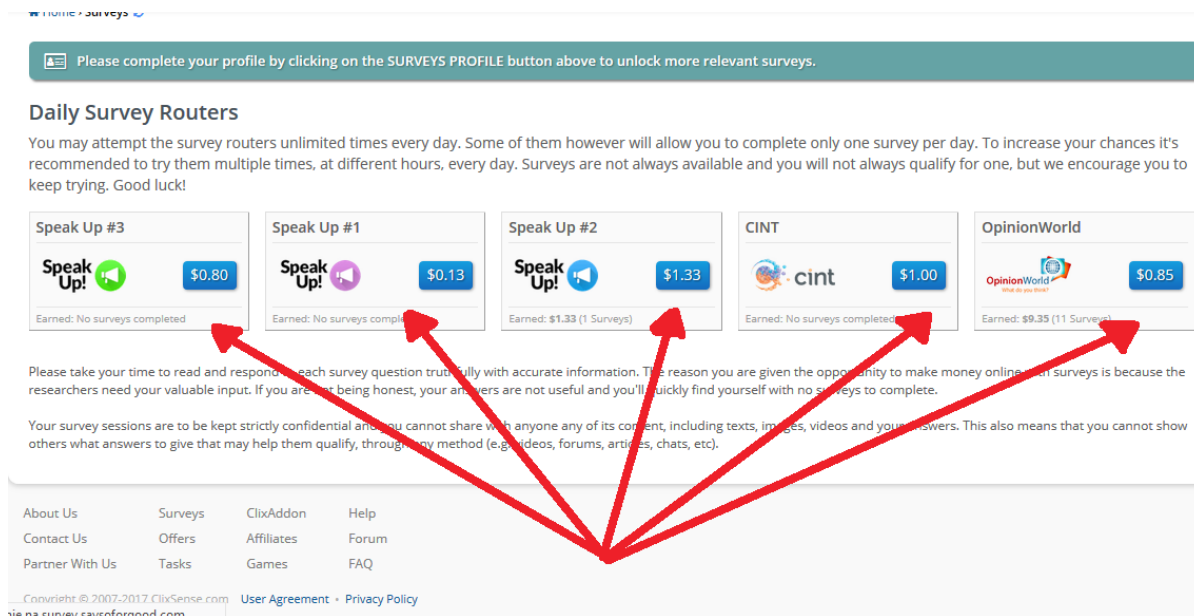 Home › Surveys
Please complete your profile by clicking on the SURVEYS PROFILE button above to unlock more relevant surveys.
Daily Survey Routers
You may attempt the survey routers unlimited times every day. Some of them however will allow you to complete only one survey per day. To increase your chances it's
recommended to try them multiple times, at different hours, every day. Surveys are not always available and you will not always qualify for one, but we encourage you to
keep trying. Good luck!
Speak Up #3
Speak Up!
$0.80
Earned: No surveys completed
Speak Up #1
Speak Up!
$0.13
Earned: No surveys
Speak Up #2
Speak Up!
$1.33
Earned: $1.33 (1 Surveys)
CINT
cint
$1.00
Earned: No surveys completed
OpinionWorld
OpinionWorld
What do you think?
$0.85
Earned: $9.35 (11 Surveys)
Please take your time to read and respond to each survey question truthfully with accurate information. The reason you are given the opportunity to make money online with surveys is because the
researchers need your valuable input. If you are not being honest, your answers are not useful and you'll quickly find yourself with no surveys to complete.
Your survey sessions are to be kept strictly confidential and you cannot share with anyone any of its content, including texts, images, videos and your answers. This also means that you cannot show
others what answers to give that may help them qualify, through any method (e.g. videos, forums, articles, chats, etc).
About Us Surveys ClixAddon Help
Contact Us Offers Affiliates Forum
Partner With Us Tasks Games FAQ
Copyright © 2007-2017 ClixSense.com User Agreement • Privacy Policy
na survey.saysoforgood.com